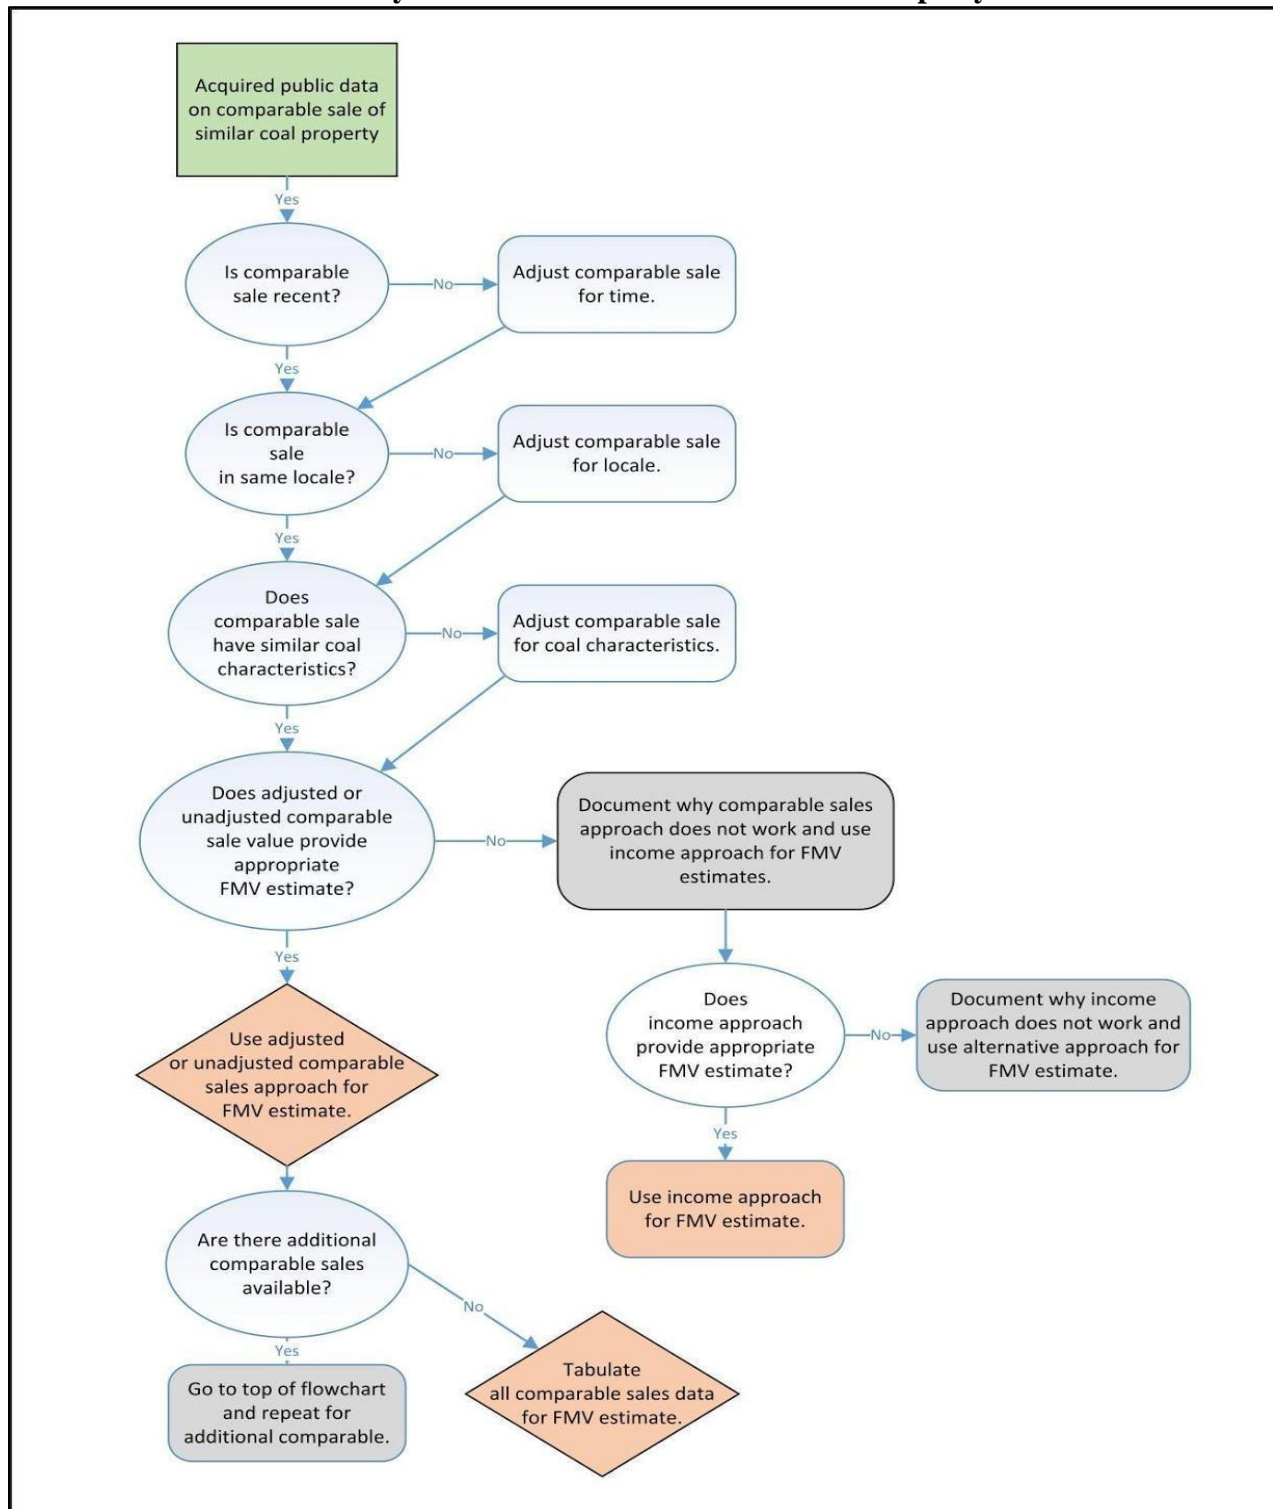 Acquired public data
on comparable sale of
similar coal property
Yes
Is comparable
sale recent?
No
Adjust comparable sale
for time.
Yes
Is comparable
sale
in same locale?
No
Adjust comparable sale
for locale.
Yes
Does
comparable sale
have similar coal
characteristics?
No
Adjust comparable sale
for coal characteristics.
Yes
Does adjusted or
unadjusted comparable
sale value provide
appropriate
FMV estimate?
No
Document why comparable sales
approach does not work and use
income approach for FMV
estimates.
Yes
Does
income approach
provide appropriate
FMV estimate?
No
Document why income
approach does not work and
use alternative approach for
FMV estimate.
Use adjusted
or unadjusted comparable
sales approach for
FMV estimate.
Yes
Use income approach
for FMV estimate.
Are there additional
comparable sales
available?
No
Yes
Go to top of flowchart
and repeat for
additional comparable.
Tabulate
all comparable sales data
for FMV estimate.